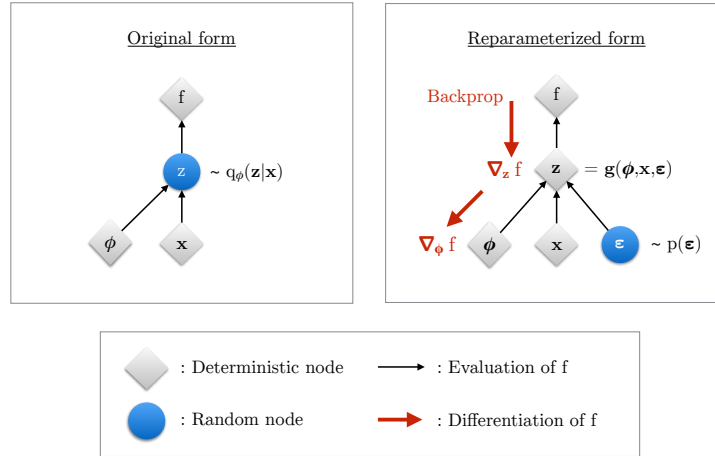 Original form
f
z ~ qϕ(z|x)
ϕ x
Reparameterized form
Backprop f
∇z f z = g(ϕ,x,ε)
∇ϕ f ϕ x ε ~ p(ε)
: Deterministic node : Evaluation of f
: Random node : Differentiation of f